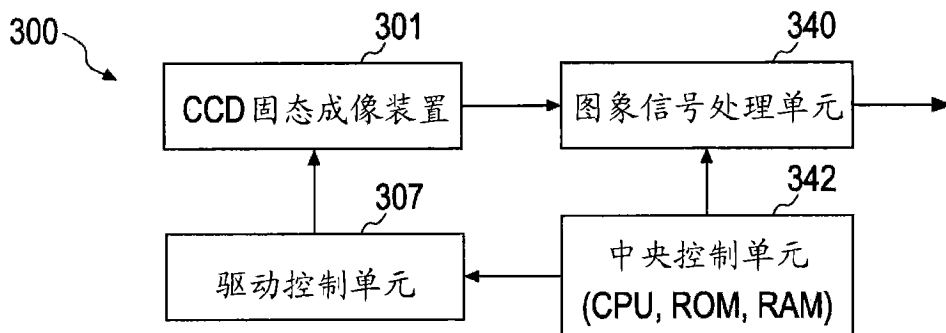 300
301
CCD固态成像装置
340
图象信号处理单元
307
驱动控制单元
342
中央控制单元
(CPU, ROM, RAM)